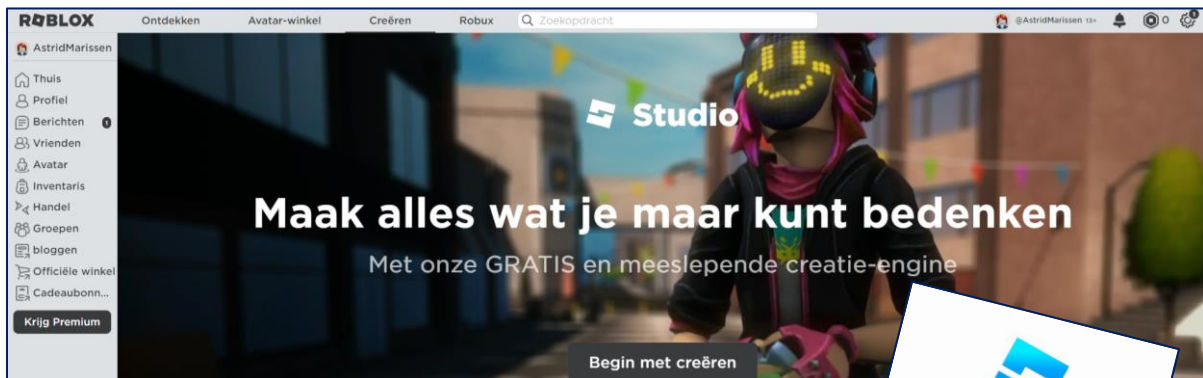 ROBLOX Ontdekken Avatar-winkel Creëren Robux Zoekopdracht @AstridMarissen 13+ 0
AstridMarissen
Thuis
Profiel
Berichten
Vrienden
Avatar
Inventaris
Handel
Groepen
bloggen
Officiële winkel
Cadeaubonn...
Krijg Premium
Studio
Maak alles wat je maar kunt bedenken
Met onze GRATIS en meeslepende creatie-engine
Begin met creëren